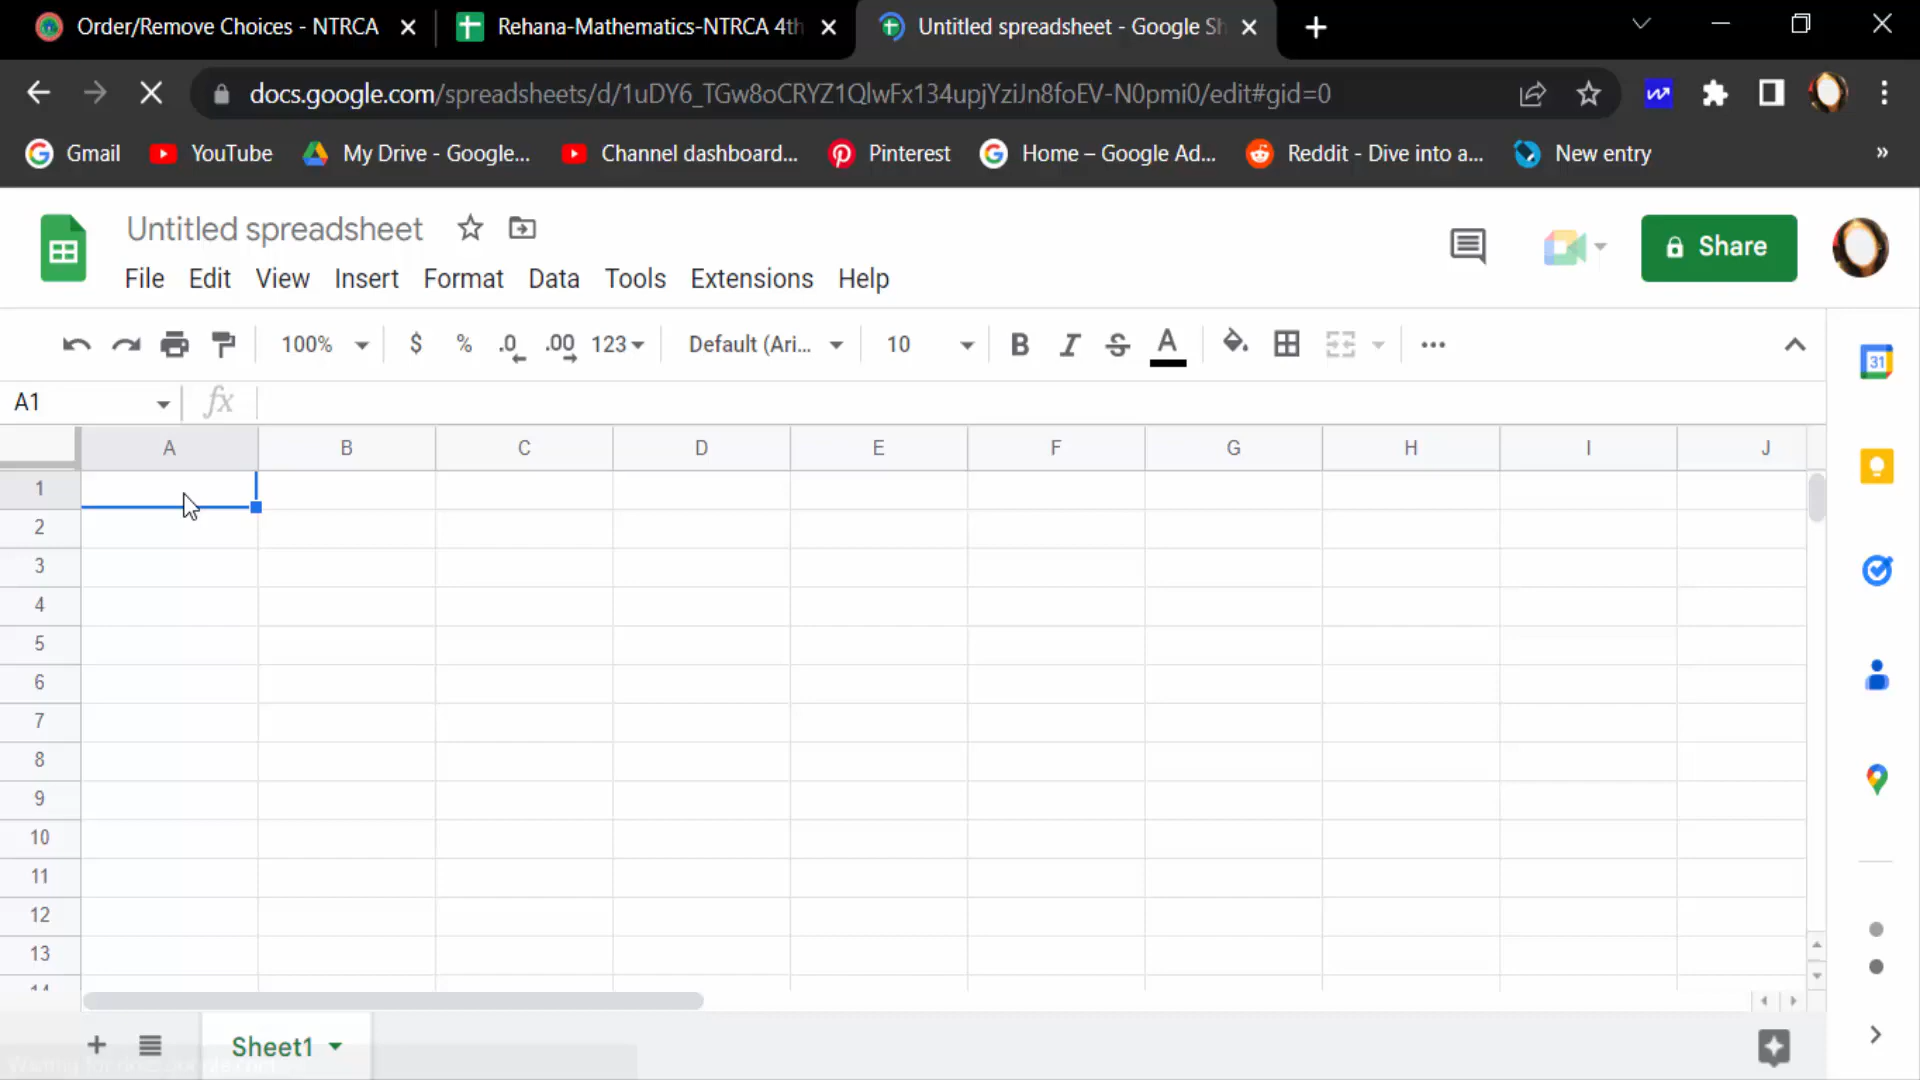 Order/Remove Choices - NTRCA
Rehana-Mathematics-NTRCA 4th
Untitled spreadsheet - Google Sh
docs.google.com/spreadsheets/d/1uDY6_TGw8oCRYZ1QlwFx134upjYziJn8foEV-N0pmi0/edit#gid=0
Gmail YouTube My Drive - Google... Channel dashboard... Pinterest Home – Google Ad... Reddit - Dive into a... New entry »
Untitled spreadsheet
Share
File Edit View Insert Format Data Tools Extensions Help
100% $ % .0 .00 123 Default (Ari... 10 B I S A
31
A1 fx
A B C D E F G H I J
1
2
3
4
5
6
7
8
9
10
11
12
13
14
Sheet1